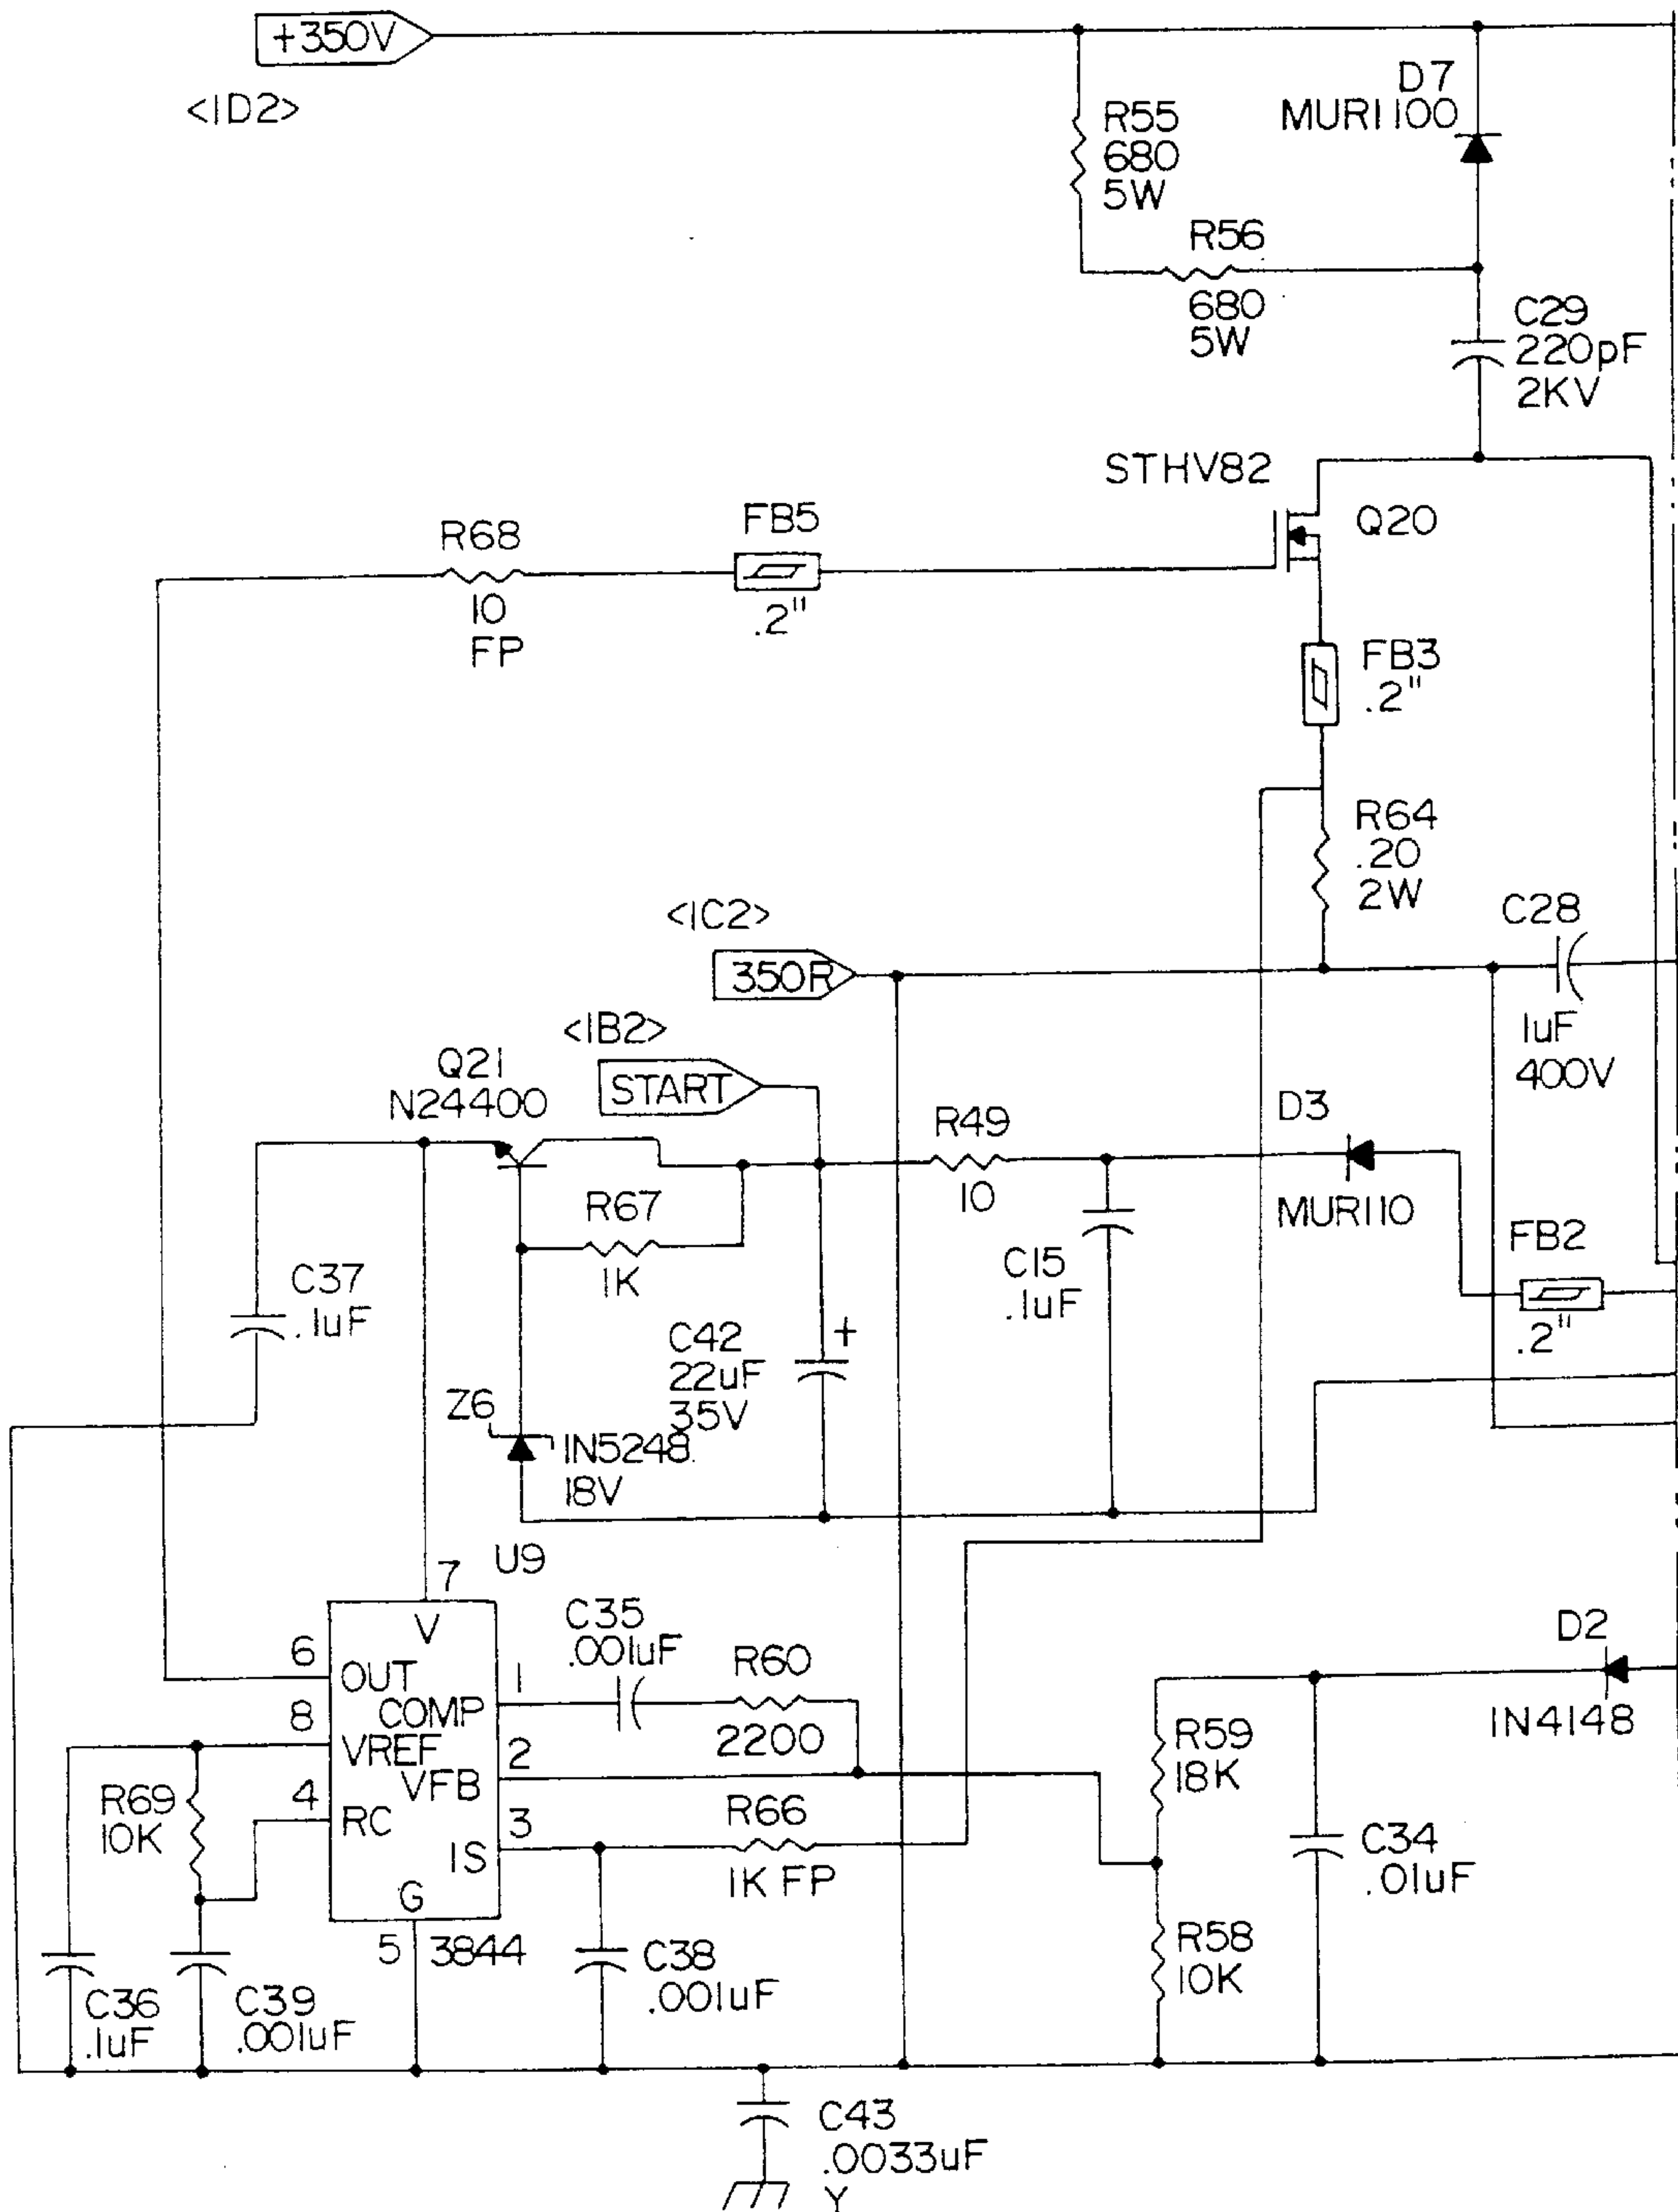 +350V
<1D2>
D7
MUR1100
R55
680
5W
R56
680
5W
C29
220pF
2KV
STHV82
Q20
R68
10
FP
FB5
.2"
FB3
.2"
R64
.20
2W
<1C2>
350R
C28
1uF
400V
<1B2>
START
Q21
N24400
R49
10
D3
MUR110
R67
1K
C15
.1uF
FB2
.2"
C37
.1uF
C42
22uF
35V
+
Z6
1N5248
18V
U9
7
V
6
OUT
C35
.001uF
1
COMP
R60
2200
8
VREF
2
VFB
4
RC
3
IS
R69
10K
R66
1K FP
G
5
3844
D2
1N4148
R59
18K
C34
.01uF
R58
10K
C36
.1uF
C39
.001uF
C38
.001uF
C43
.0033uF
Y